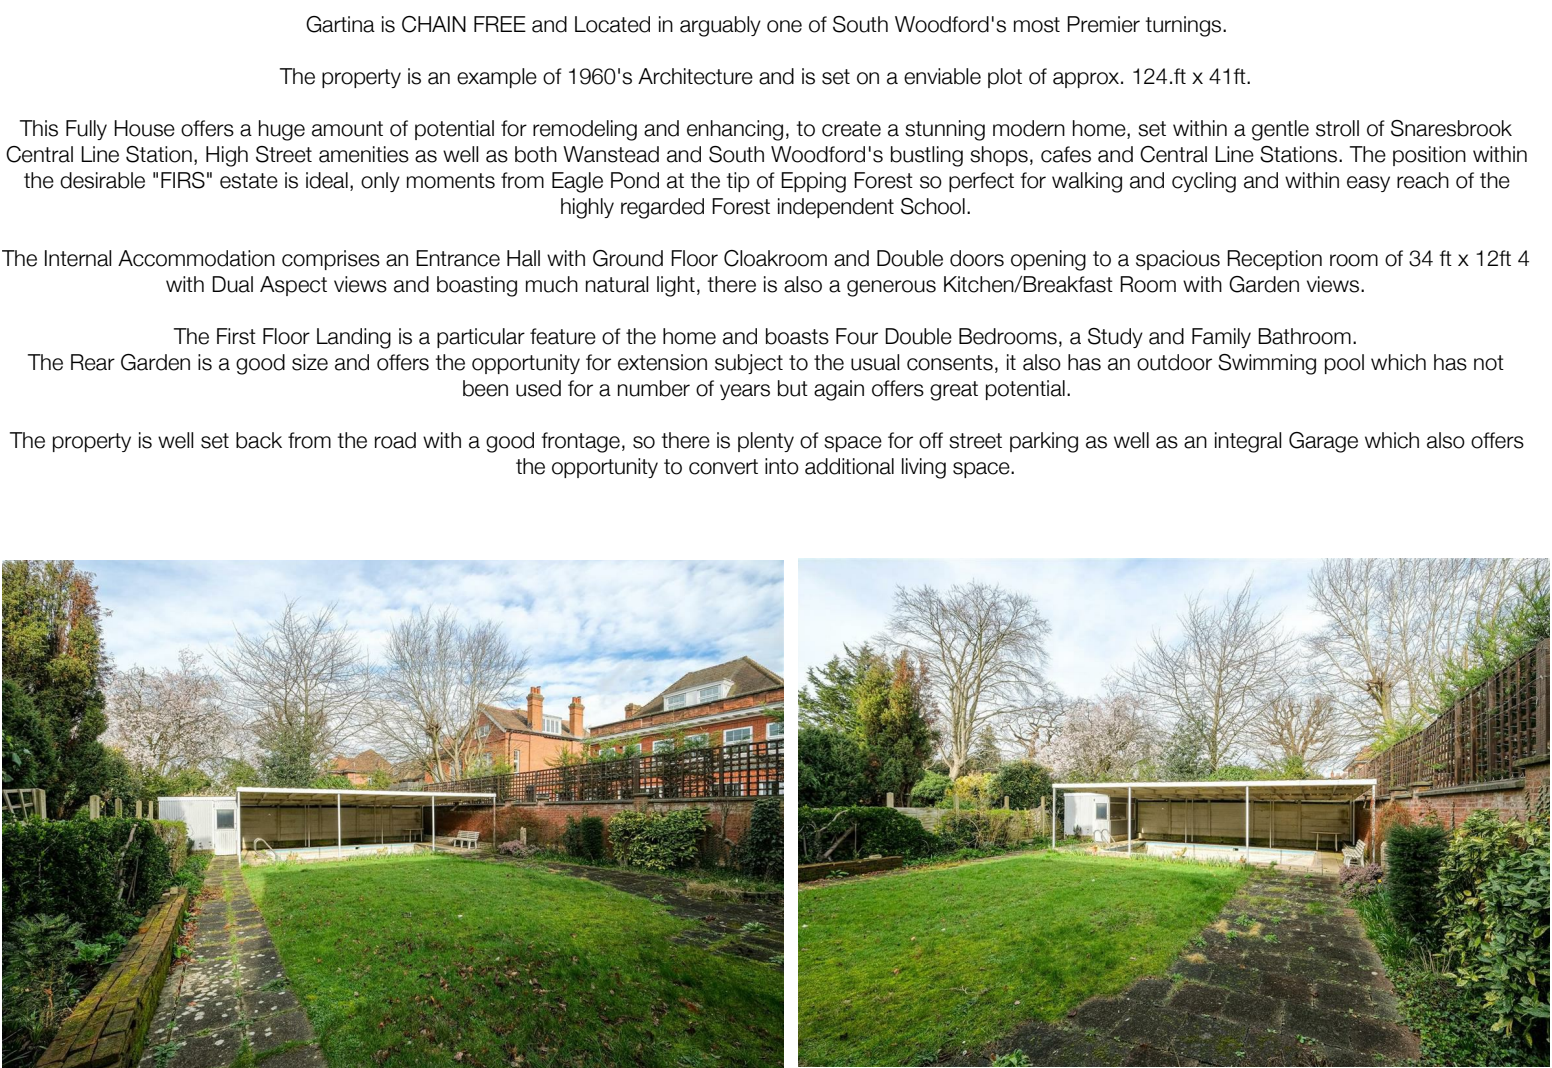 Gartina is CHAIN FREE and Located in arguably one of South Woodford's most Premier turnings.
The property is an example of 1960's Architecture and is set on a enviable plot of approx. 124.ft x 41ft.
This Fully House offers a huge amount of potential for remodeling and enhancing, to create a stunning modern home, set within a gentle stroll of Snaresbrook
Central Line Station, High Street amenities as well as both Wanstead and South Woodford's bustling shops, cafes and Central Line Stations. The position within
the desirable "FIRS" estate is ideal, only moments from Eagle Pond at the tip of Epping Forest so perfect for walking and cycling and within easy reach of the
highly regarded Forest independent School.
The Internal Accommodation comprises an Entrance Hall with Ground Floor Cloakroom and Double doors opening to a spacious Reception room of 34 ft x 12ft 4
with Dual Aspect views and boasting much natural light, there is also a generous Kitchen/Breakfast Room with Garden views.
The First Floor Landing is a particular feature of the home and boasts Four Double Bedrooms, a Study and Family Bathroom.
The Rear Garden is a good size and offers the opportunity for extension subject to the usual consents, it also has an outdoor Swimming pool which has not
been used for a number of years but again offers great potential.
The property is well set back from the road with a good frontage, so there is plenty of space for off street parking as well as an integral Garage which also offers
the opportunity to convert into additional living space.